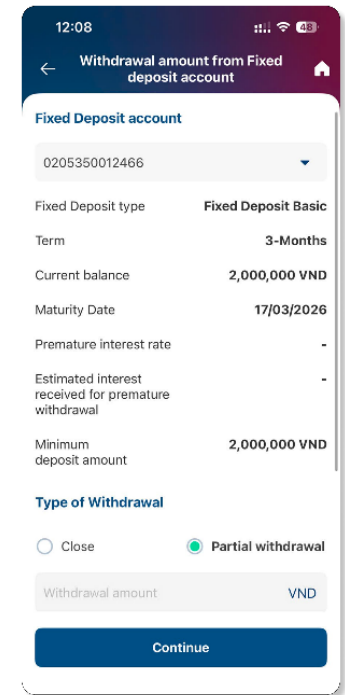 12:08
48
Withdrawal amount from Fixed
deposit account
Fixed Deposit account
0205350012466
Fixed Deposit type Fixed Deposit Basic
Term 3-Months
Current balance 2,000,000 VND
Maturity Date 17/03/2026
Premature interest rate -
Estimated interest -
received for premature
withdrawal
Minimum 2,000,000 VND
deposit amount
Type of Withdrawal
Close Partial withdrawal
Withdrawal amount VND
Continue